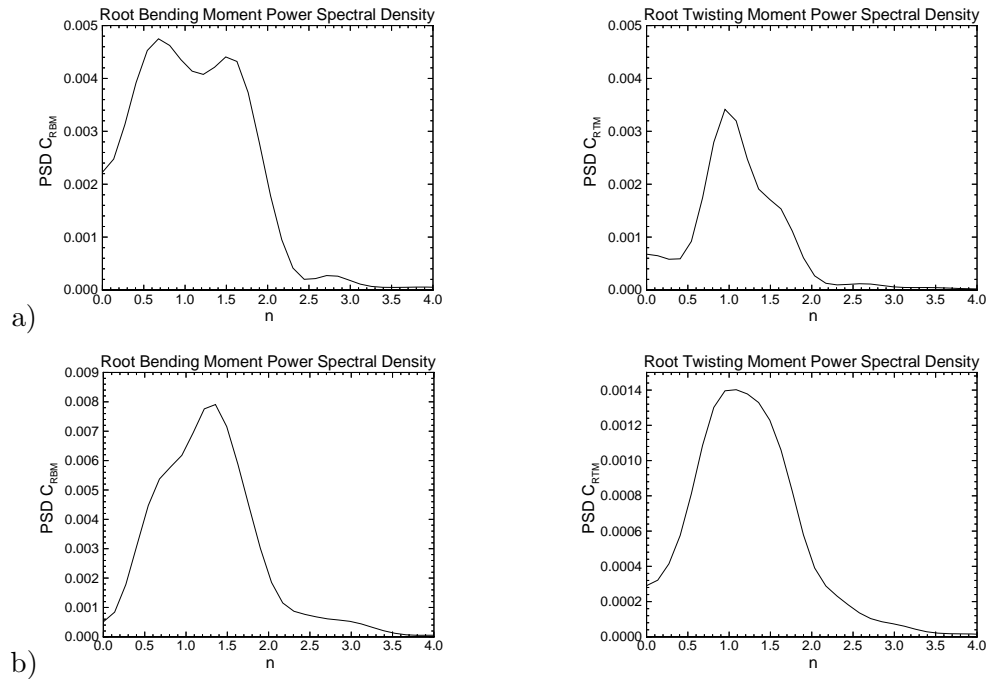 Root Bending Moment Power Spectral Density
0.005
0.004
0.003
0.002
0.001
0.000
PSD C_RBM
0.0 0.5 1.0 1.5 2.0 2.5 3.0 3.5 4.0
n
Root Twisting Moment Power Spectral Density
0.005
0.004
0.003
0.002
0.001
0.000
PSD C_RTM
0.0 0.5 1.0 1.5 2.0 2.5 3.0 3.5 4.0
n
a)
Root Bending Moment Power Spectral Density
0.009
0.008
0.007
0.006
0.005
0.004
0.003
0.002
0.001
0.000
PSD C_RBM
0.0 0.5 1.0 1.5 2.0 2.5 3.0 3.5 4.0
n
Root Twisting Moment Power Spectral Density
0.0014
0.0012
0.0010
0.0008
0.0006
0.0004
0.0002
0.0000
PSD C_RTM
0.0 0.5 1.0 1.5 2.0 2.5 3.0 3.5 4.0
n
b)